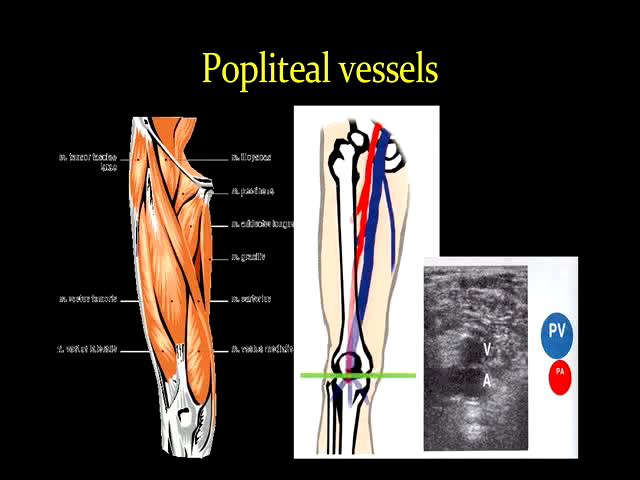 Popliteal vessels
m. tensor fasciae
latae
m. iliopsoas
m. pectineus
m. adductor longus
m. gracilis
m. rectus femoris
m. sartorius
m. vastus lateralis
m. vastus medialis
V
A
PV
PA